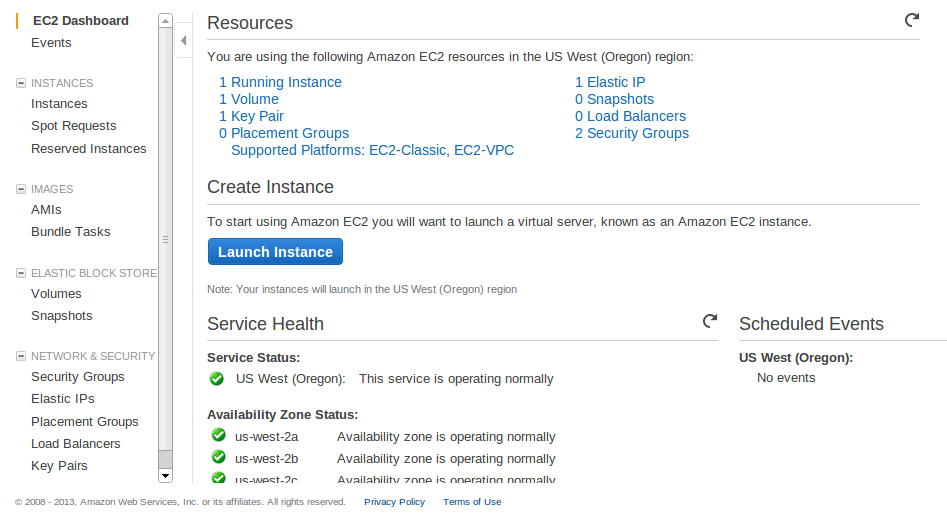 EC2 Dashboard
Events
INSTANCES
Instances
Spot Requests
Reserved Instances
IMAGES
AMIs
Bundle Tasks
ELASTIC BLOCK STORE
Volumes
Snapshots
NETWORK & SECURITY
Security Groups
Elastic IPs
Placement Groups
Load Balancers
Key Pairs
Resources
You are using the following Amazon EC2 resources in the US West (Oregon) region:
1 Running Instance
1 Volume
1 Key Pair
0 Placement Groups
Supported Platforms: EC2-Classic, EC2-VPC
1 Elastic IP
0 Snapshots
0 Load Balancers
2 Security Groups
Create Instance
To start using Amazon EC2 you will want to launch a virtual server, known as an Amazon EC2 instance.
Launch Instance
Note: Your instances will launch in the US West (Oregon) region
Service Health
Service Status:
US West (Oregon): This service is operating normally
Availability Zone Status:
us-west-2a Availability zone is operating normally
us-west-2b Availability zone is operating normally
us-west-2c Availability zone is operating normally
Scheduled Events
US West (Oregon):
No events
© 2008 - 2013, Amazon Web Services, Inc. or its affiliates. All rights reserved. Privacy Policy Terms of Use